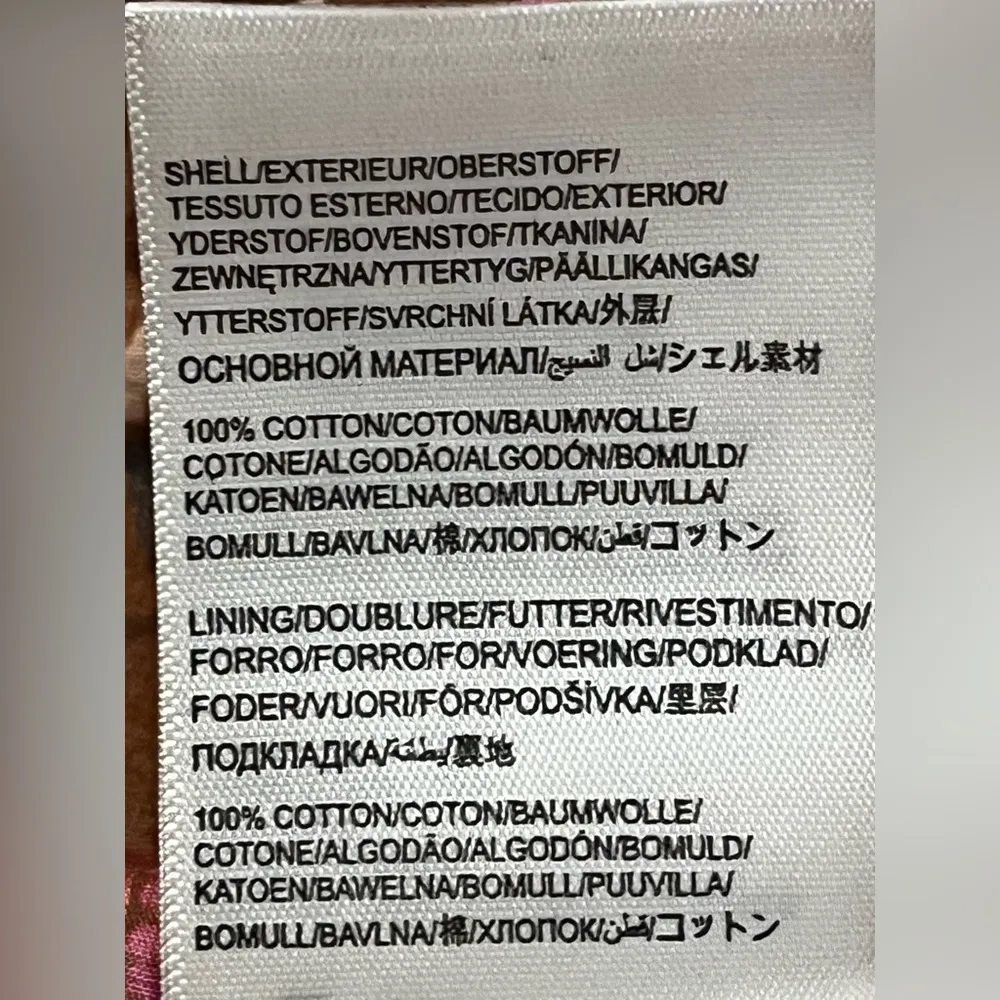 SHELL/EXTERIEUR/OBERSTOFF/
TESSUTO ESTERNO/TECIDO/EXTERIOR/
YDERSTOF/BOVENSTOF/TKANINA/
ZEWNĘTRZNA/YTTERTYG/PÄÄLLIKANGAS/
YTTERSTOFF/SVRCHNÍ LÁTKA/外层/
ОСНОВНОЙ МАТЕРИАЛ/شل النسيج/シェル素材
100% COTTON/COTON/BAUMWOLLE/
COTONE/ALGODÃO/ALGODÓN/BOMULD/
KATOEN/BAWEŁNA/BOMULL/PUUVILLA/
BOMULL/BAVLNA/棉/ХЛОПОК/قطن/コットン
LINING/DOUBLURE/FUTTER/RIVESTIMENTO/
FORRO/FORRO/FOR/VOERING/PODKLAD/
FODER/VUORI/FÔR/PODŠÍVKA/里层/
ПОДКЛАДКА/بطانة/裏地
100% COTTON/COTON/BAUMWOLLE/
COTONE/ALGODÃO/ALGODÓN/BOMULD/
KATOEN/BAWEŁNA/BOMULL/PUUVILLA/
BOMULL/BAVLNA/棉/ХЛОПОК/قطن/コットン